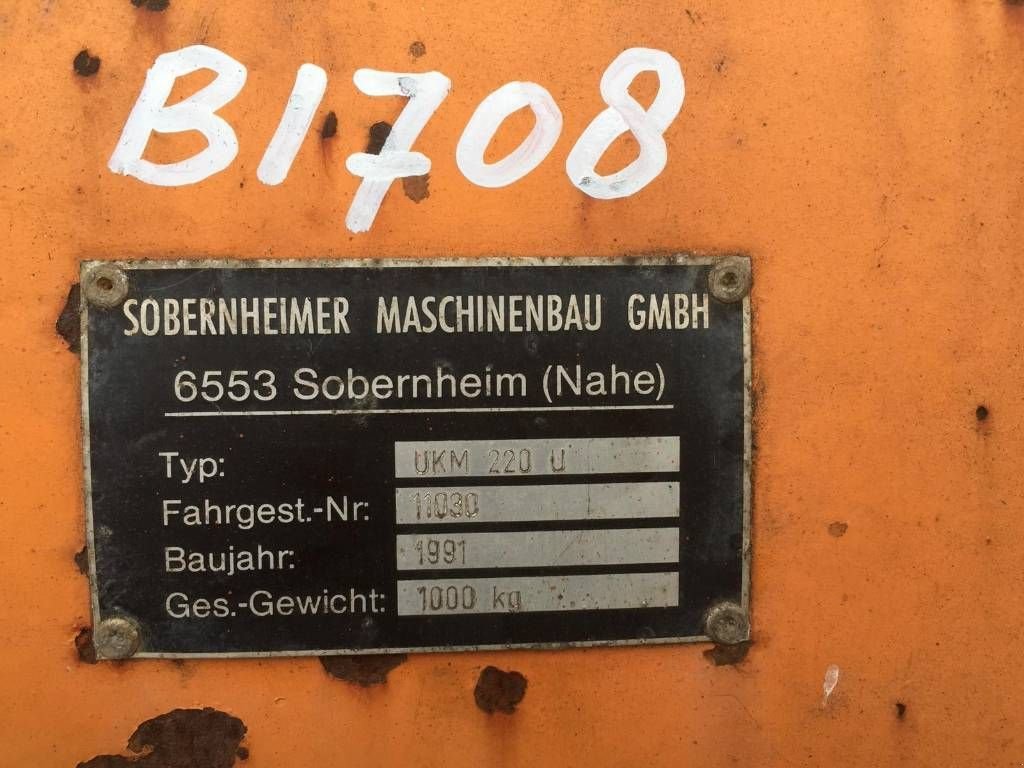 B1708
SOBERNHEIMER MASCHINENBAU GMBH
6553 Sobernheim (Nahe)
Typ: UKM 220 U
Fahrgest.-Nr: 11030
Baujahr: 1991
Ges.-Gewicht: 1000 kg